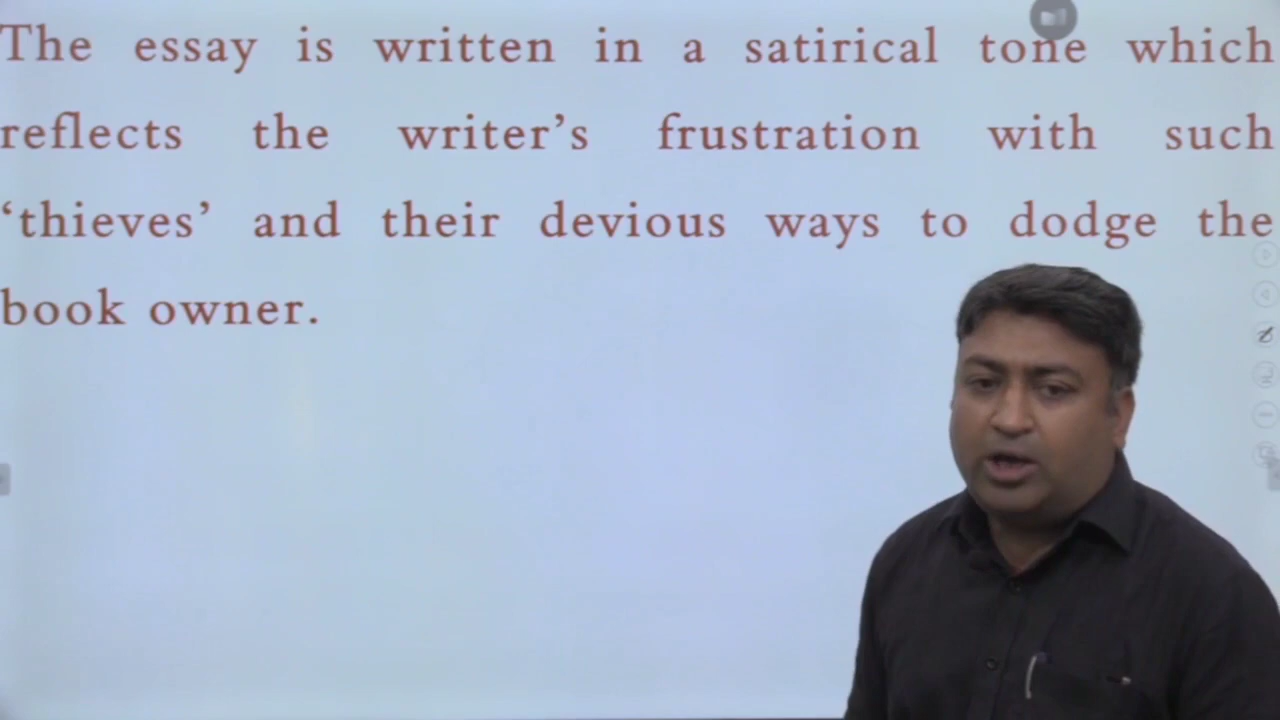 The essay is written in a satirical tone which
reflects the writer’s frustration with such
‘thieves’ and their devious ways to dodge the
book owner.